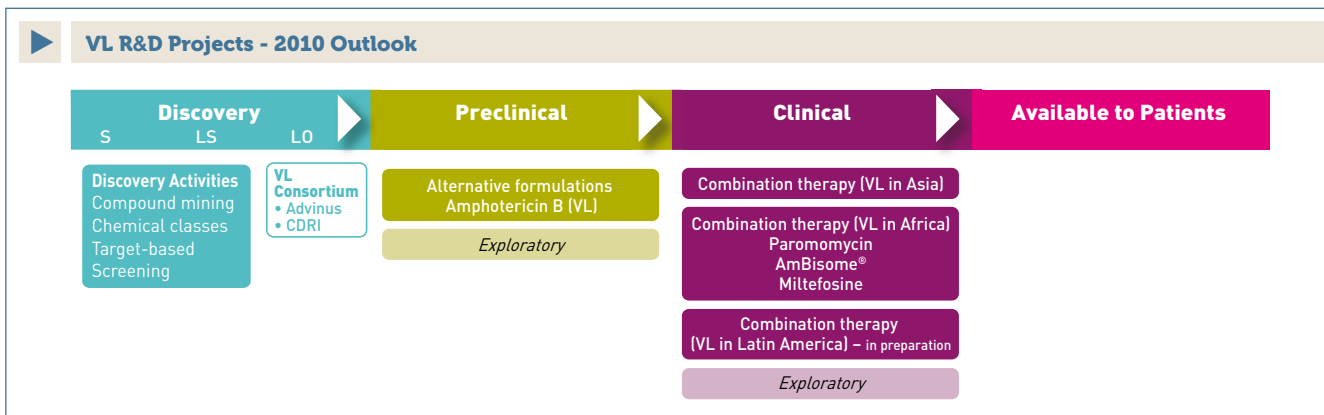 VL R&D Projects - 2010 Outlook
Discovery
S LS LO
Preclinical
Clinical
Available to Patients
Discovery Activities
Compound mining
Chemical classes
Target-based
Screening
VL
Consortium
• Advinus
• CDRI
Alternative formulations
Amphotericin B (VL)
Exploratory
Combination therapy (VL in Asia)
Combination therapy (VL in Africa)
Paromomycin
AmBisome®
Miltefosine
Combination therapy
(VL in Latin America) – in preparation
Exploratory